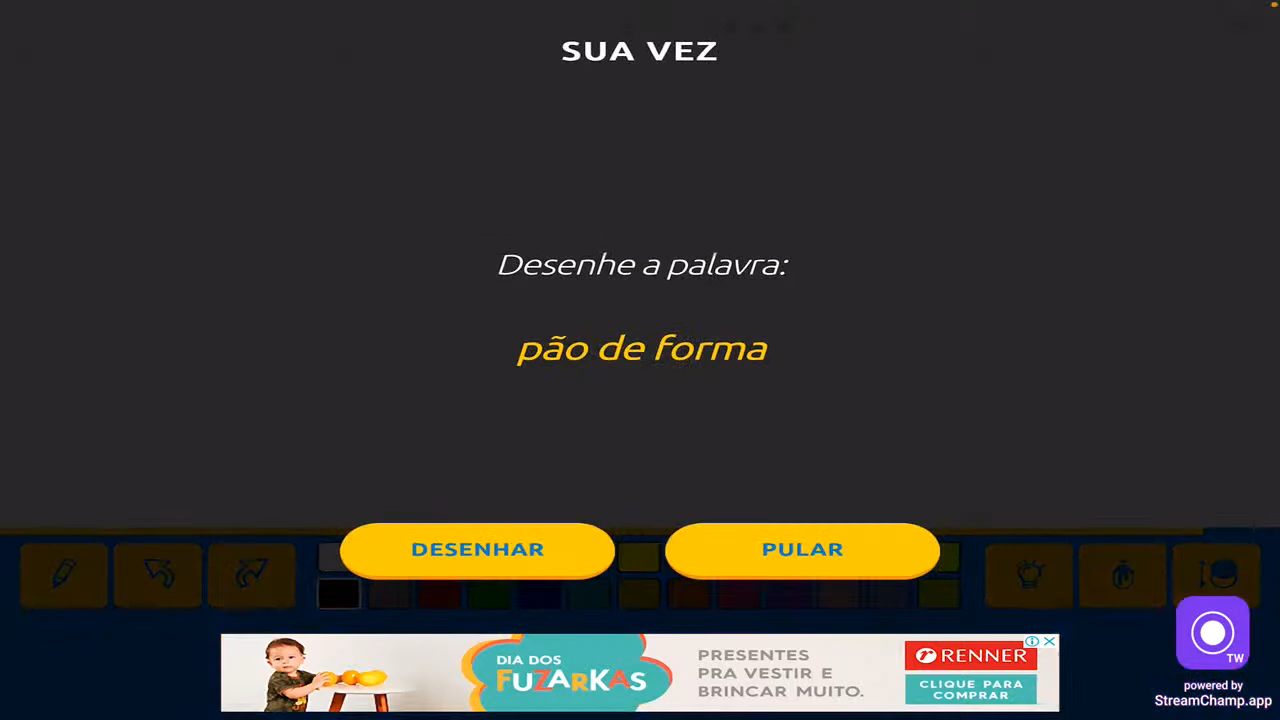 SUA VEZ
Desenhe a palavra:
pão de forma
DESENHAR
PULAR
DIA DOS
FUZARKAS
PRESENTES
PRA VESTIR E
BRINCAR MUITO.
RENNER
CLIQUE PARA
COMPRAR
TW
powered by
StreamChamp.app